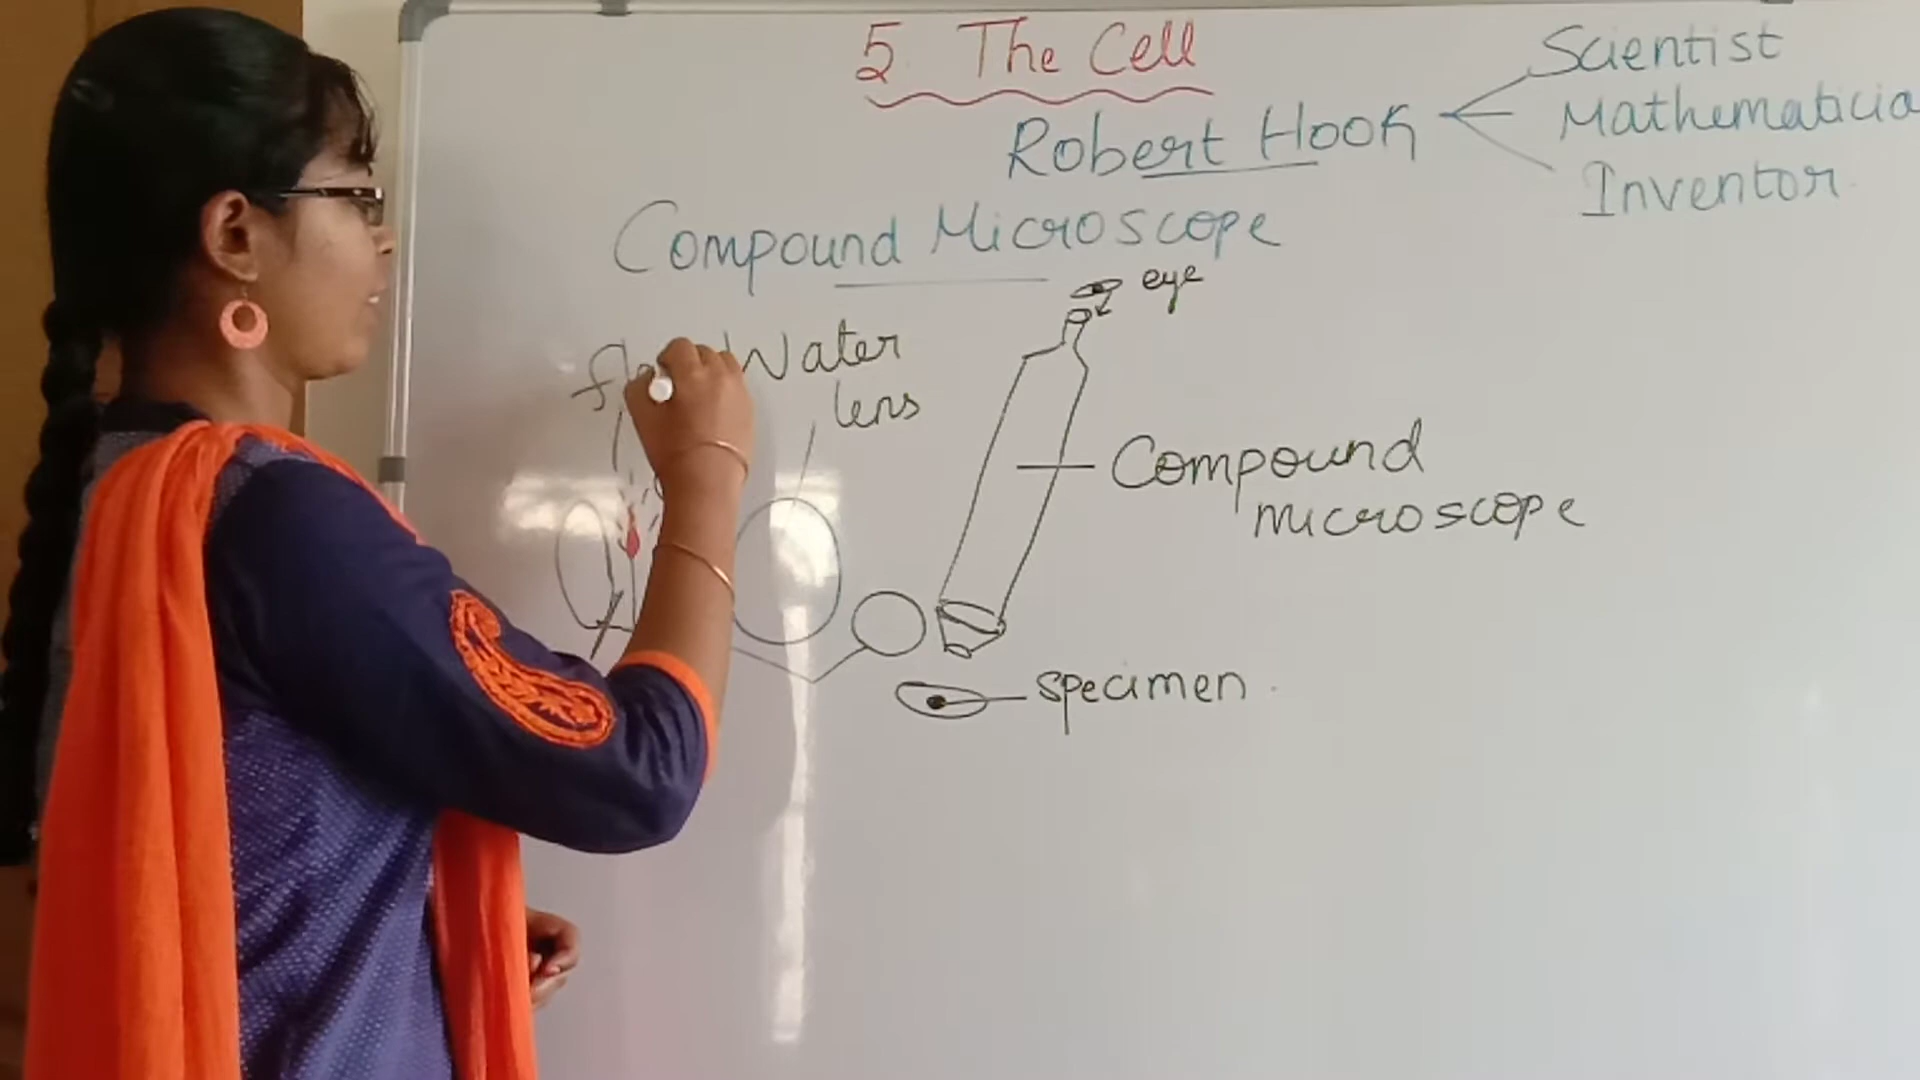 5. The Cell
Robert Hook
Scientist
Mathematicia
Inventor
Compound Microscope
eye
Water
lens
Compound
microscope
specimen